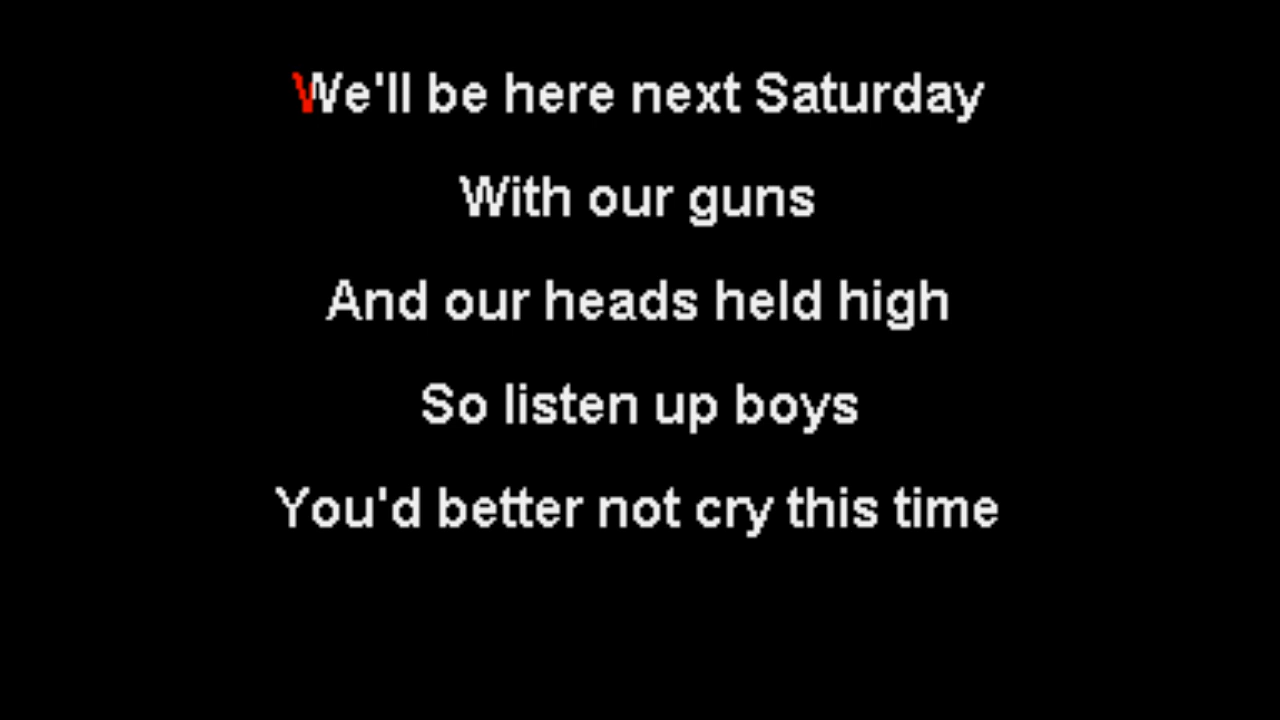 We'll be here next Saturday
With our guns
And our heads held high
So listen up boys
You'd better not cry this time